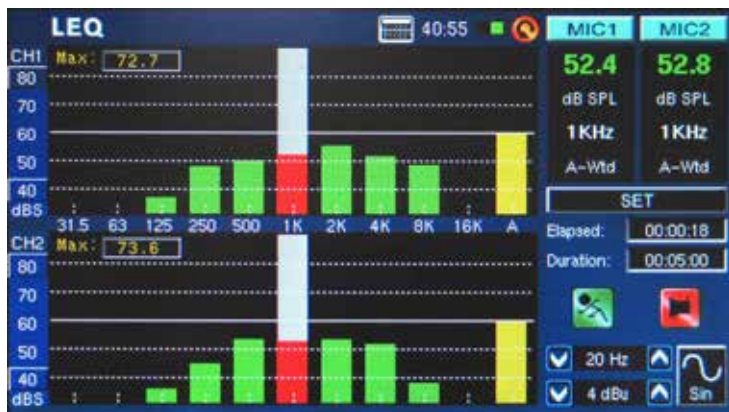 LEQ
40:55
MIC1 MIC2
CH1
Max: 72.7
80
70
60
50
40
dBS
31.5 63 125 250 500 1K 2K 4K 8K 16K A
CH2
Max: 73.6
80
70
60
50
40
dBS
52.4 52.8
dB SPL dB SPL
1KHz 1KHz
A-Wtd A-Wtd
SET
Elapsed: 00:00:18
Duration: 00:05:00
20 Hz
4 dBu
Sin